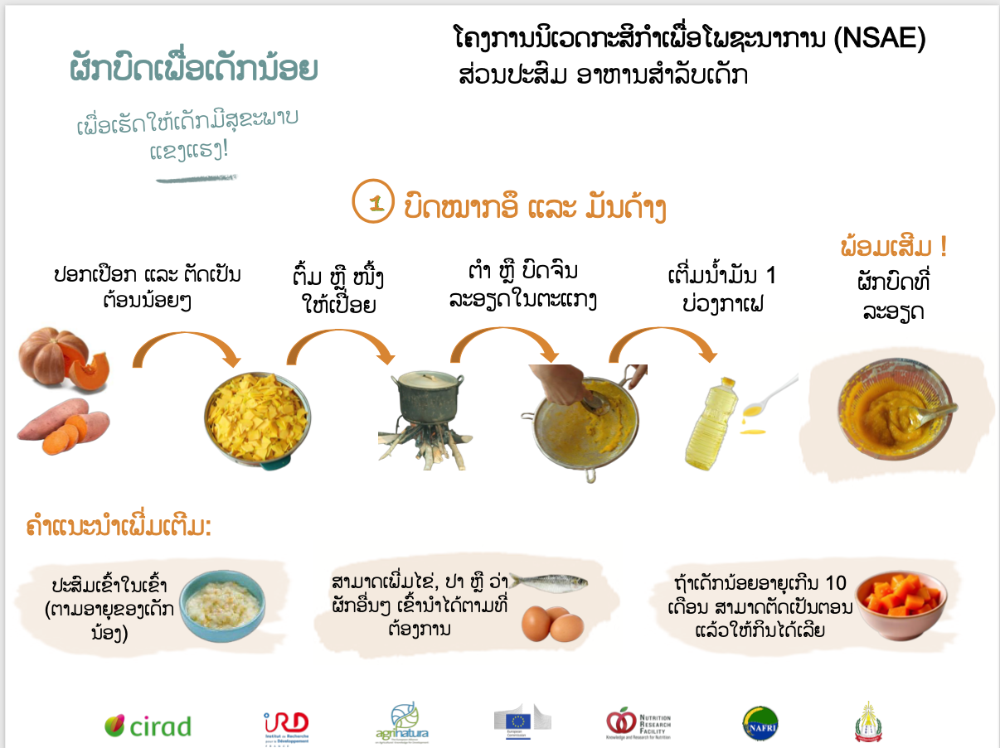 ຜັກບົດເພື່ອເດັກນ້ອຍ
ເພື່ອເຮັດໃຫ້ເດັກມີສຸຂະພາບ
ແຂງແຮງ!
ໂຄງການນິເວດກະສິກຳເພື່ອໂພຊະນາການ (NSAE)
ສ່ວນປະສົມ ອາຫານສຳລັບເດັກ
1 ບົດໝາກອຶ ແລະ ມັນດ້າງ
ປອກເປືອກ ແລະ ຕັດເປັນ
ຕ້ອນນ້ອຍໆ
ຕົ້ມ ຫຼື ໜື້ງ
ໃຫ້ເປື່ອຍ
ຕຳ ຫຼື ບົດຈົນ
ລະອຽດໃນຕະແກງ
ເຕີ່ມນ້ຳມັນ 1
ບ່ວງກາເຟ
ພ້ອມເສີມ !
ຜັກບົດທີ່
ລະອຽດ
ຄຳແນະນຳເພີ່ມເຕີມ:
ປະສົມເຂົ້າໃນເຂົ້າ
(ຕາມອາຍຸຂອງເດັກ
ນ້ອງ)
ສາມາດເພີ່ມໄຂ່, ປາ ຫຼື ວ່າ
ຜັກອື່ນໆ ເຂົ້ານຳໄດ້ຕາມທີ່
ຕ້ອງການ
ຖ້າເດັກນ້ອຍອາຍຸເກີນ 10
ເດືອນ ສາມາດຕັດເປັນຕອນ
ແລ້ວໃຫ້ກິນໄດ້ເລີຍ
cirad
IRD
Institut de Recherche
pour le Développement
FRANCE
agrinatura
European
Commission
NUTRITION
RESEARCH
FACILITY
Knowledge and Research for Nutrition
NAFRI